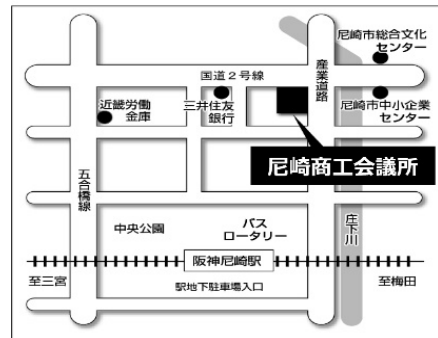 尼崎市総合文化
センター
国道2号線
産業道路
近畿労働
金庫
三井住友
銀行
尼崎市中小企業
センター
尼崎商工会議所
五合橋線
中央公園
バス
ロータリー
庄下川
阪神尼崎駅
至三宮
至梅田
駅地下駐車場入口